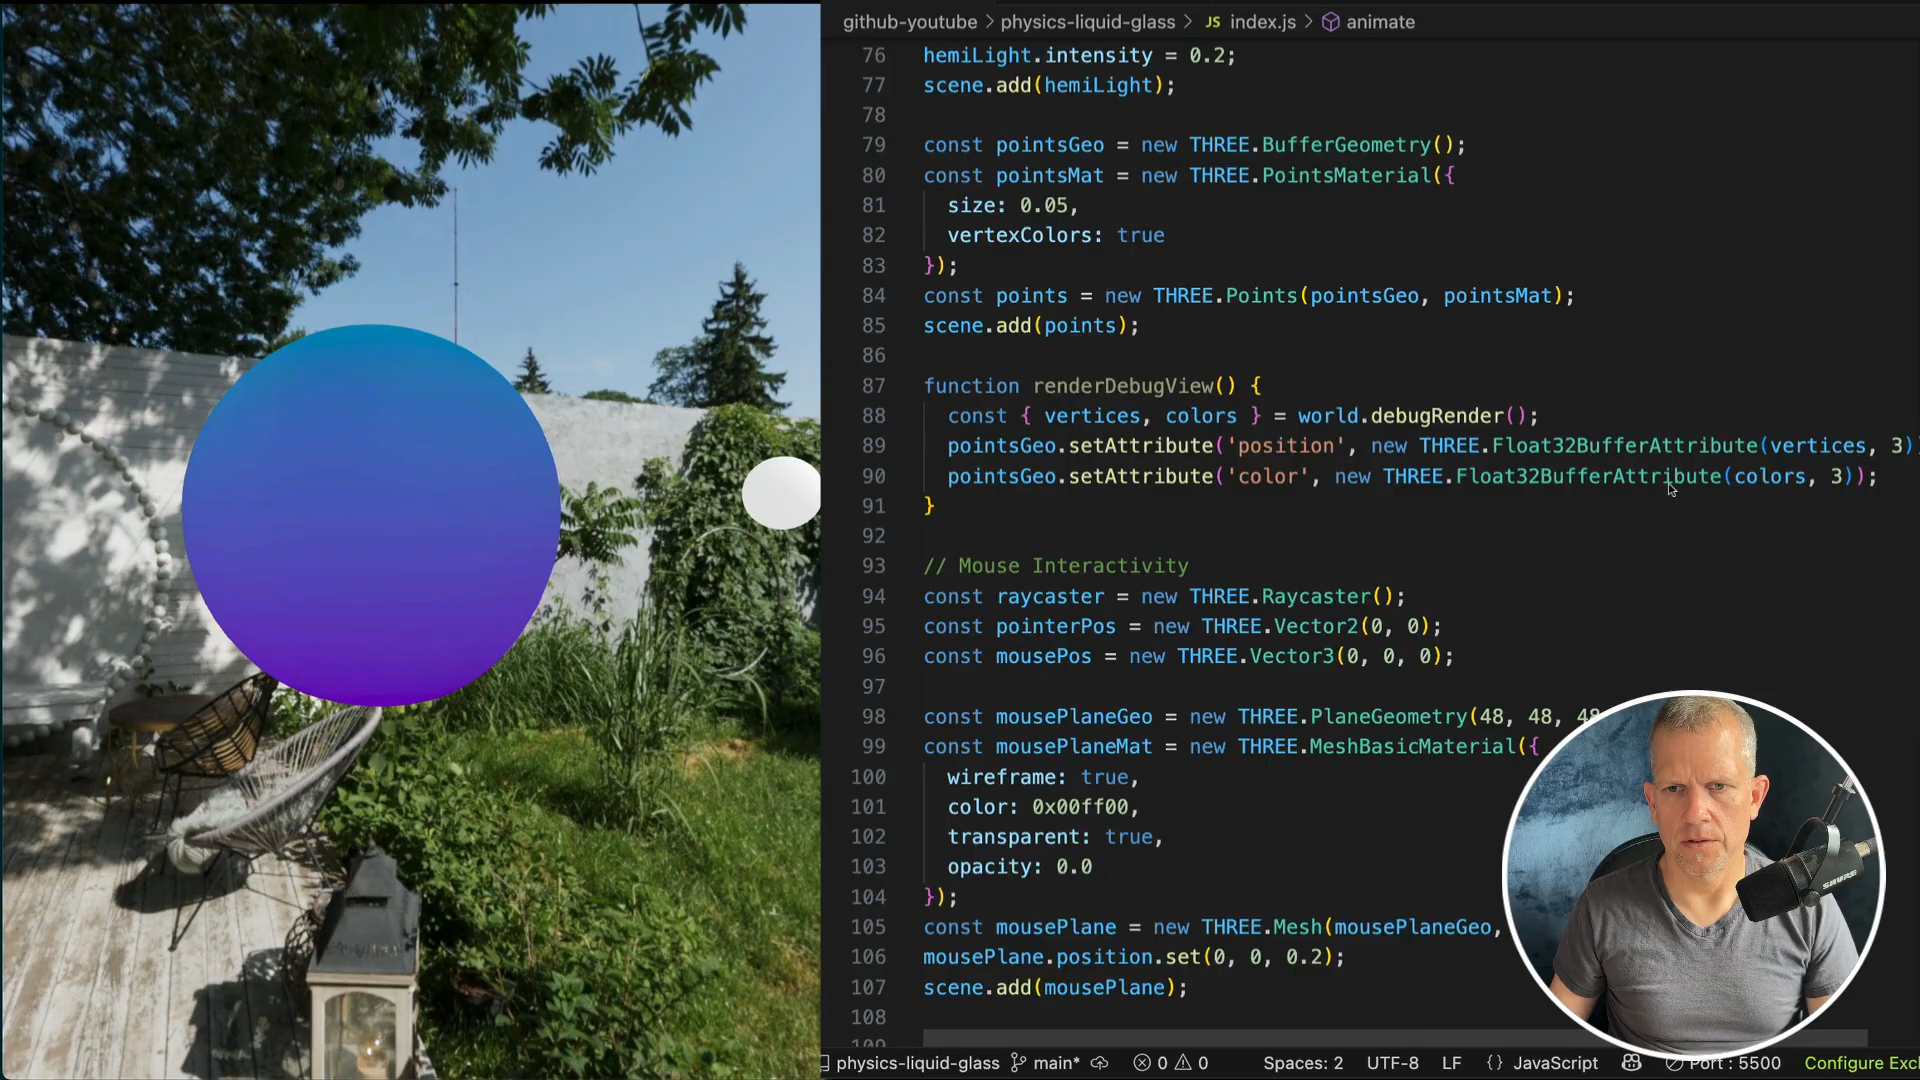 github-youtube > physics-liquid-glass > JS index.js > animate
76 hemiLight.intensity = 0.2;
77 scene.add(hemiLight);
78
79 const pointsGeo = new THREE.BufferGeometry();
80 const pointsMat = new THREE.PointsMaterial({
81 size: 0.05,
82 vertexColors: true
83 });
84 const points = new THREE.Points(pointsGeo, pointsMat);
85 scene.add(points);
86
87 function renderDebugView() {
88 const { vertices, colors } = world.debugRender();
89 pointsGeo.setAttribute('position', new THREE.Float32BufferAttribute(vertices, 3)
90 pointsGeo.setAttribute('color', new THREE.Float32BufferAttribute(colors, 3));
91 }
92
93 // Mouse Interactivity
94 const raycaster = new THREE.Raycaster();
95 const pointerPos = new THREE.Vector2(0, 0);
96 const mousePos = new THREE.Vector3(0, 0, 0);
97
98 const mousePlaneGeo = new THREE.PlaneGeometry(48, 48, 48
99 const mousePlaneMat = new THREE.MeshBasicMaterial({
100 wireframe: true,
101 color: 0x00ff00,
102 transparent: true,
103 opacity: 0.0
104 });
105 const mousePlane = new THREE.Mesh(mousePlaneGeo,
106 mousePlane.position.set(0, 0, 0.2);
107 scene.add(mousePlane);
108
109
physics-liquid-glass main* 0 0 Spaces: 2 UTF-8 LF {} JavaScript Port : 5500 Configure Exc
SHURE